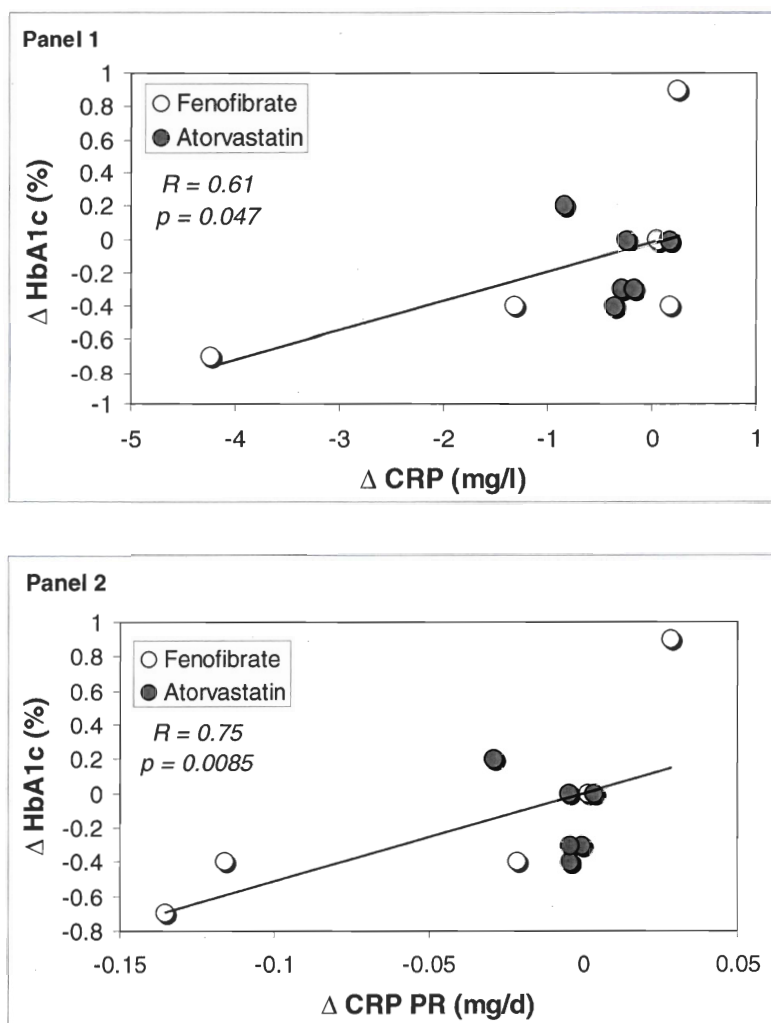 Panel 1
1
0.8
0.6
0.4
0.2
0
-0.2
-0.4
-0.6
-0.8
-1
Δ HbA1c (%)
Fenofibrate
Atorvastatin
R = 0.61
p = 0.047
-5 -4 -3 -2 -1 0 1
Δ CRP (mg/l)
Panel 2
1
0.8
0.6
0.4
0.2
0
-0.2
-0.4
-0.6
-0.8
Δ HbA1c (%)
Fenofibrate
Atorvastatin
R = 0.75
p = 0.0085
-0.15 -0.1 -0.05 0 0.05
Δ CRP PR (mg/d)